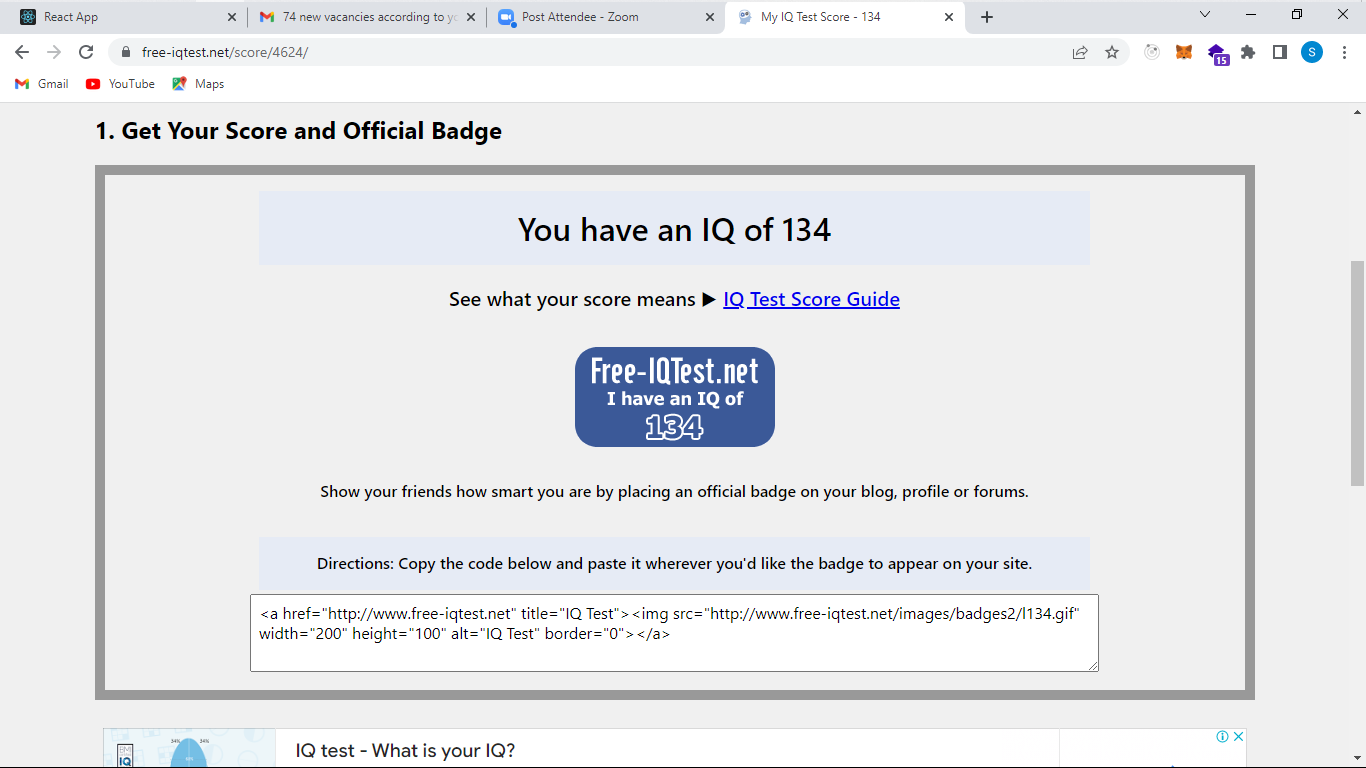 React App
74 new vacancies according to yo
Post Attendee - Zoom
My IQ Test Score - 134
free-iqtest.net/score/4624/
15
S
Gmail
YouTube
Maps
1. Get Your Score and Official Badge
You have an IQ of 134
See what your score means ► IQ Test Score Guide
Free-IQTest.net
I have an IQ of
134
Show your friends how smart you are by placing an official badge on your blog, profile or forums.
Directions: Copy the code below and paste it wherever you'd like the badge to appear on your site.
<a href="http://www.free-iqtest.net" title="IQ Test"><img src="http://www.free-iqtest.net/images/badges2/l134.gif"
width="200" height="100" alt="IQ Test" border="0"></a>
34% 34%
IQ
IQ test - What is your IQ?